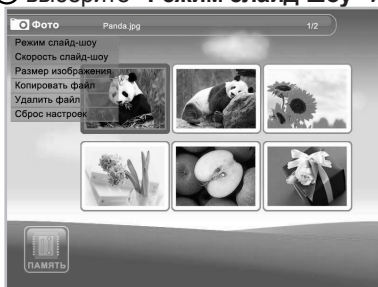 выберите "Режим слайд-шоу"
Фото Panda.jpg 1/2
Режим слайд-шоу
Скорость слайд-шоу
Размер изображения
Копировать файл
Удалить файл
Сброс настроек
ПАМЯТЬ